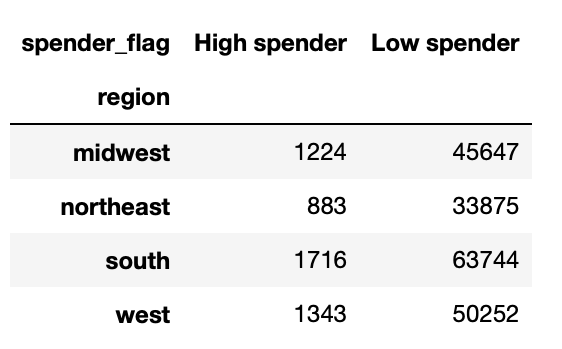 spender_flag High spender Low spender
region
midwest 1224 45647
northeast 883 33875
south 1716 63744
west 1343 50252